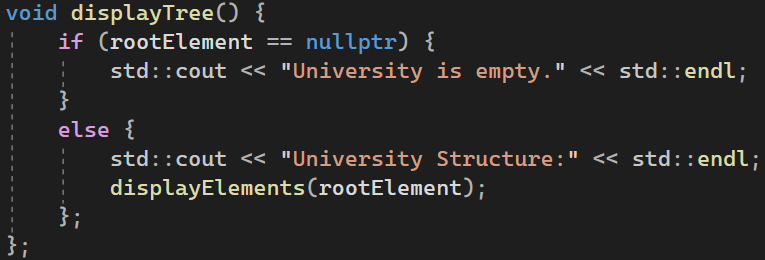 void displayTree() {
    if (rootElement == nullptr) {
        std::cout << "University is empty." << std::endl;
    }
    else {
        std::cout << "University Structure:" << std::endl;
        displayElements(rootElement);
    };
};